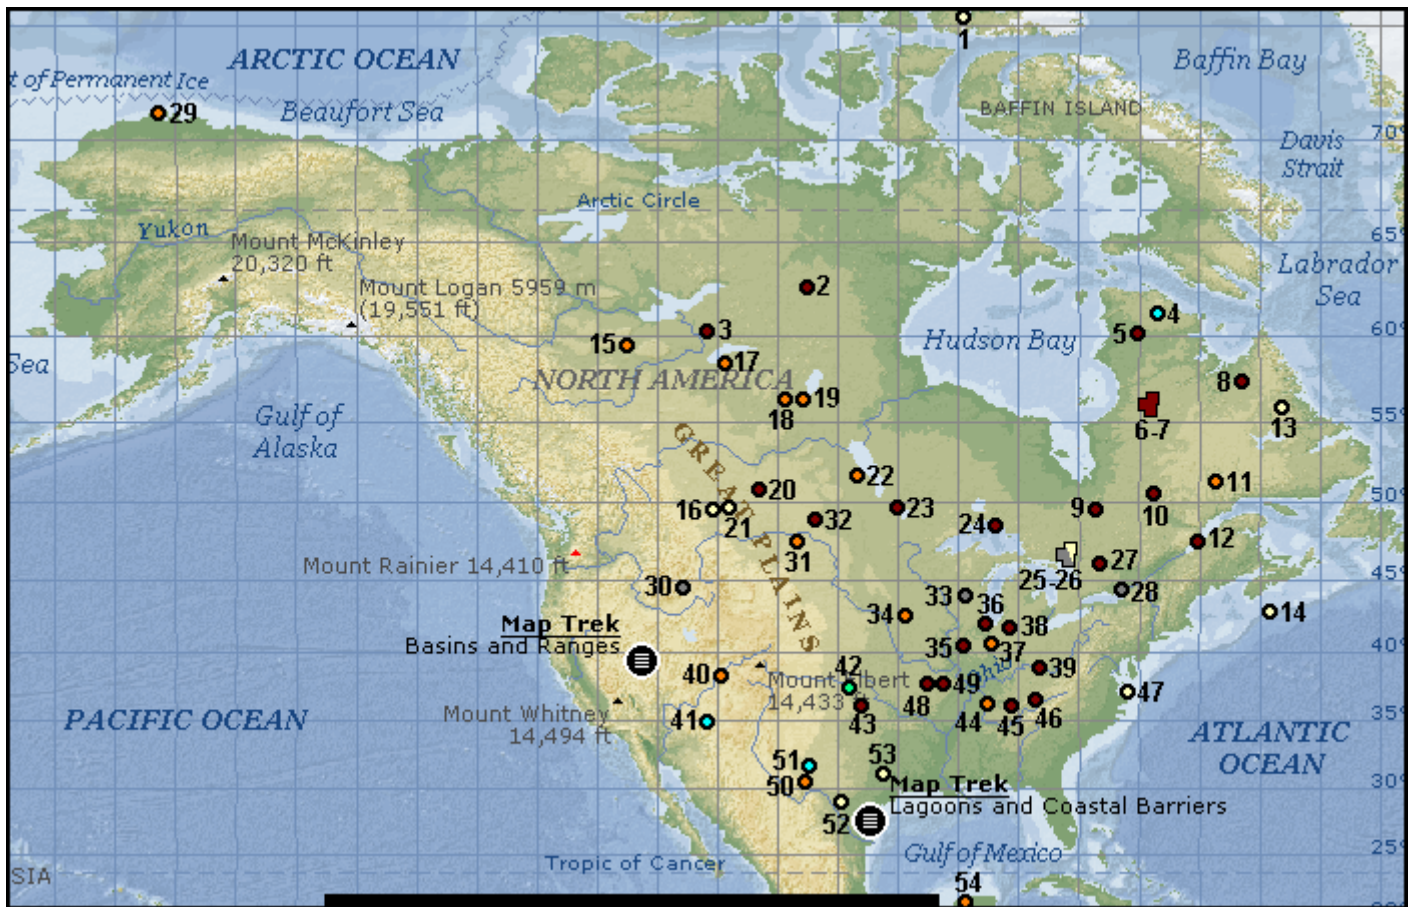 1
ARCTIC OCEAN
Baffin Bay
t of Permanent Ice
Beaufort Sea
29
BAFFIN ISLAND
70°
Davis
Strait
Arctic Circle
Yukon
Mount McKinley
20,320 ft
65°
Labrador
Sea
Mount Logan 5959 m
(19,551 ft)
2
4
3
5
60°
15
Hudson Bay
Sea
17
NORTH AMERICA
8
18
19
6-7
13
Gulf of
Alaska
55°
GREAT PLAINS
22
11
20
50°
16
21
23
9
10
32
24
12
31
Mount Rainier 14,410 ft
25-26
27
45°
30
33
28
36
14
34
Map Trek
Basins and Ranges
38
35
37
40°
Ohio
39
40
42
Mount Elbert
14,433 ft
49
47
48
46
Mount Whitney
14,494 ft
43
44
45
PACIFIC OCEAN
41
35°
ATLANTIC
OCEAN
51
53
50
Map Trek
Lagoons and Coastal Barriers
30°
52
Tropic of Cancer
Gulf of Mexico
25°
SIA
54